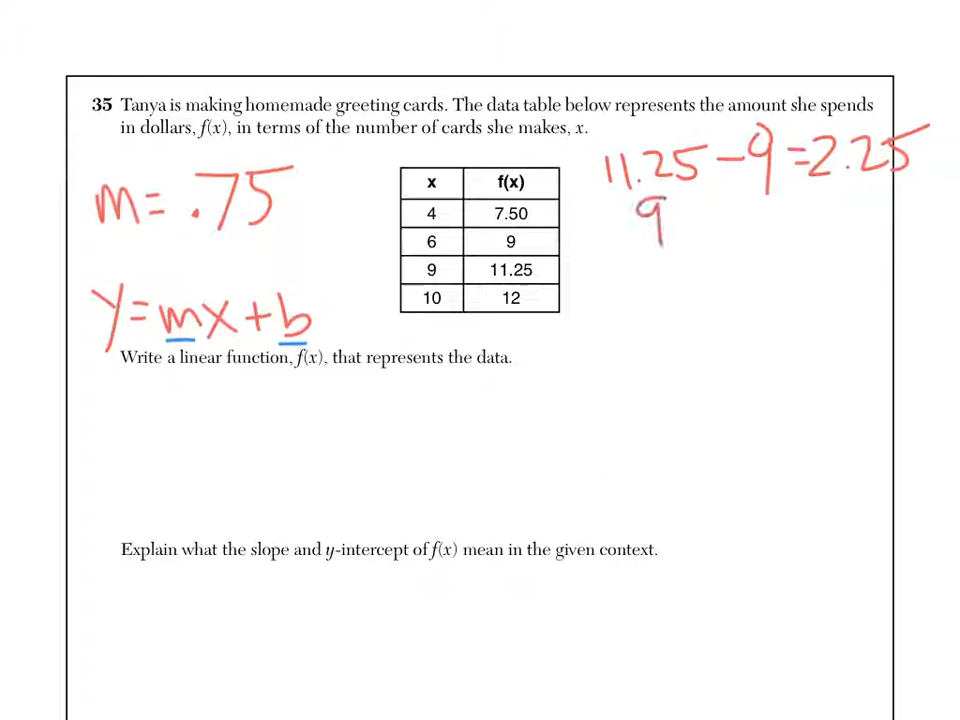 35 Tanya is making homemade greeting cards. The data table below represents the amount she spends
in dollars, f(x), in terms of the number of cards she makes, x.
11.25 - 9 = 2.25
9
m = .75
x f(x)
4 7.50
6 9
9 11.25
10 12
y = mx + b
Write a linear function, f(x), that represents the data.
Explain what the slope and y-intercept of f(x) mean in the given context.